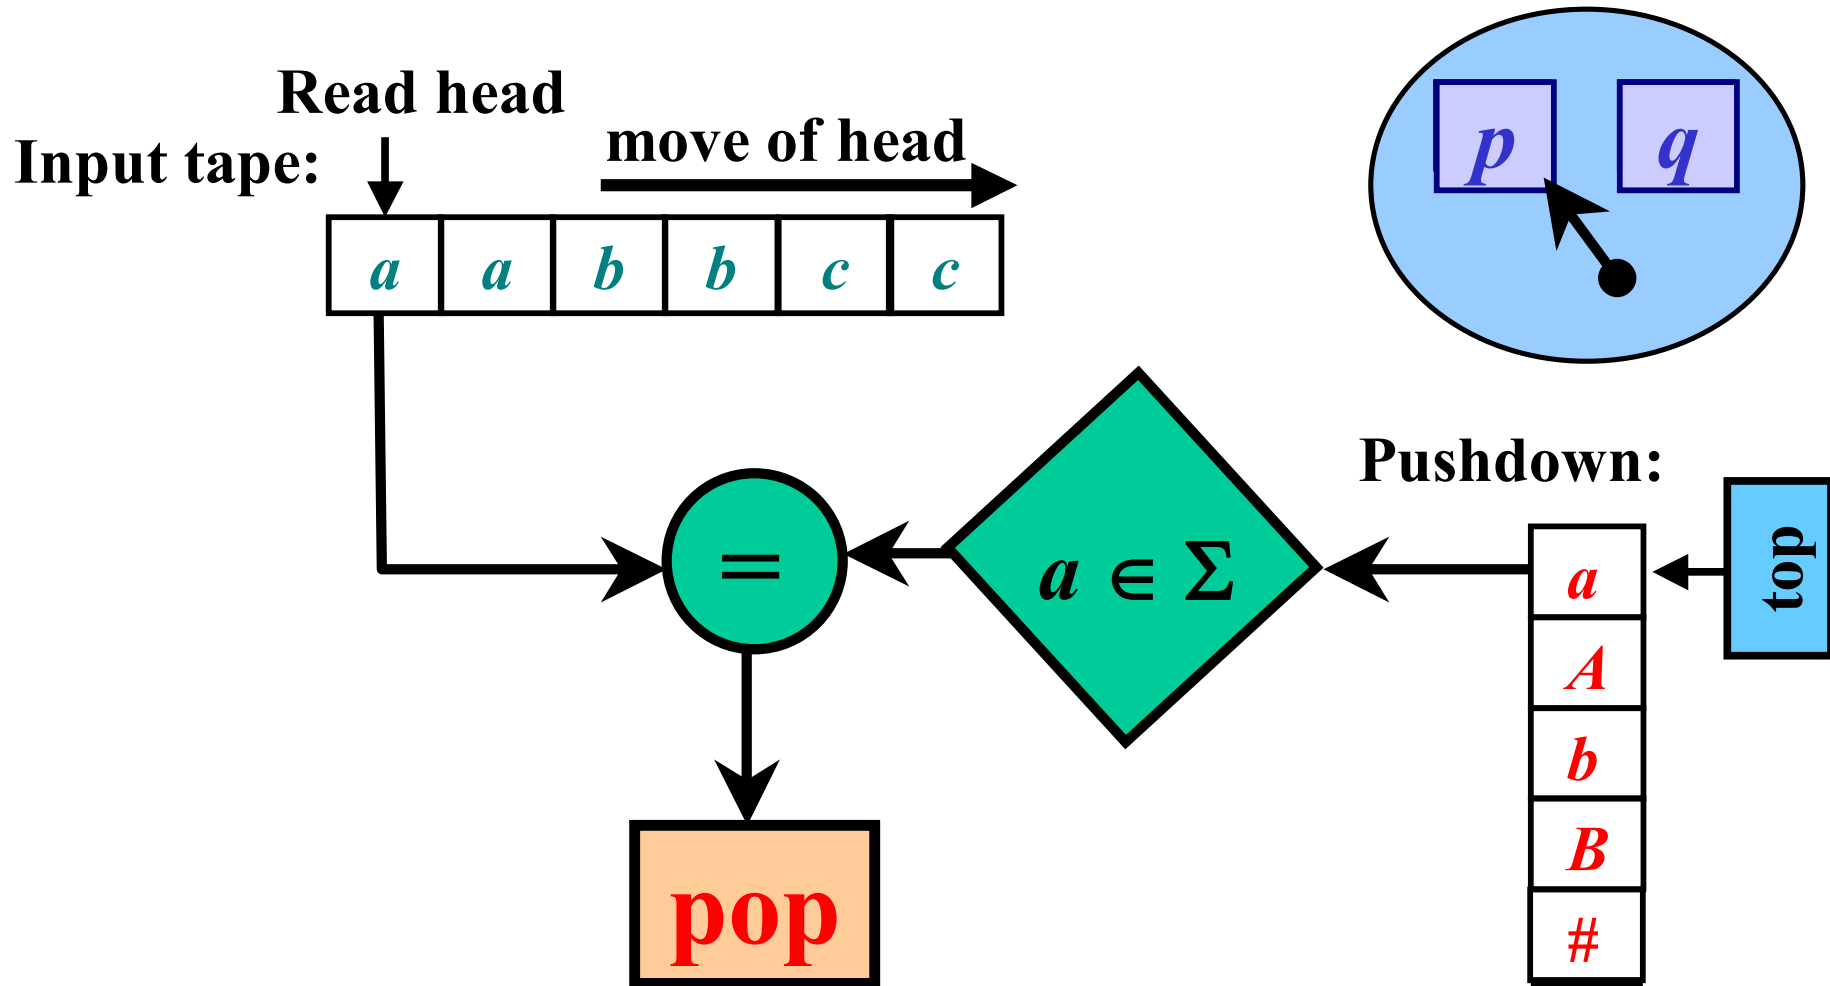 Read head
Input tape:
move of head
p q
a a b b c c
Pushdown:
top
= a ∈ Σ a
A
b
B
pop
#